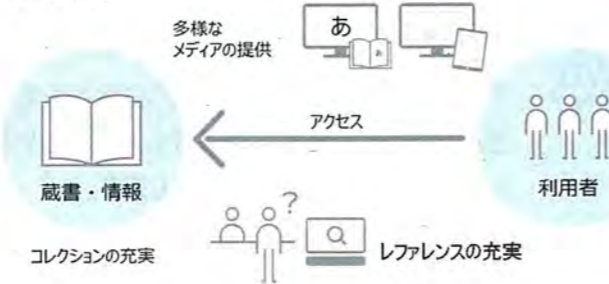 多様な
メディアの提供
あ
あ
アクセス
蔵書・情報
利用者
コレクションの充実
?
レファレンスの充実